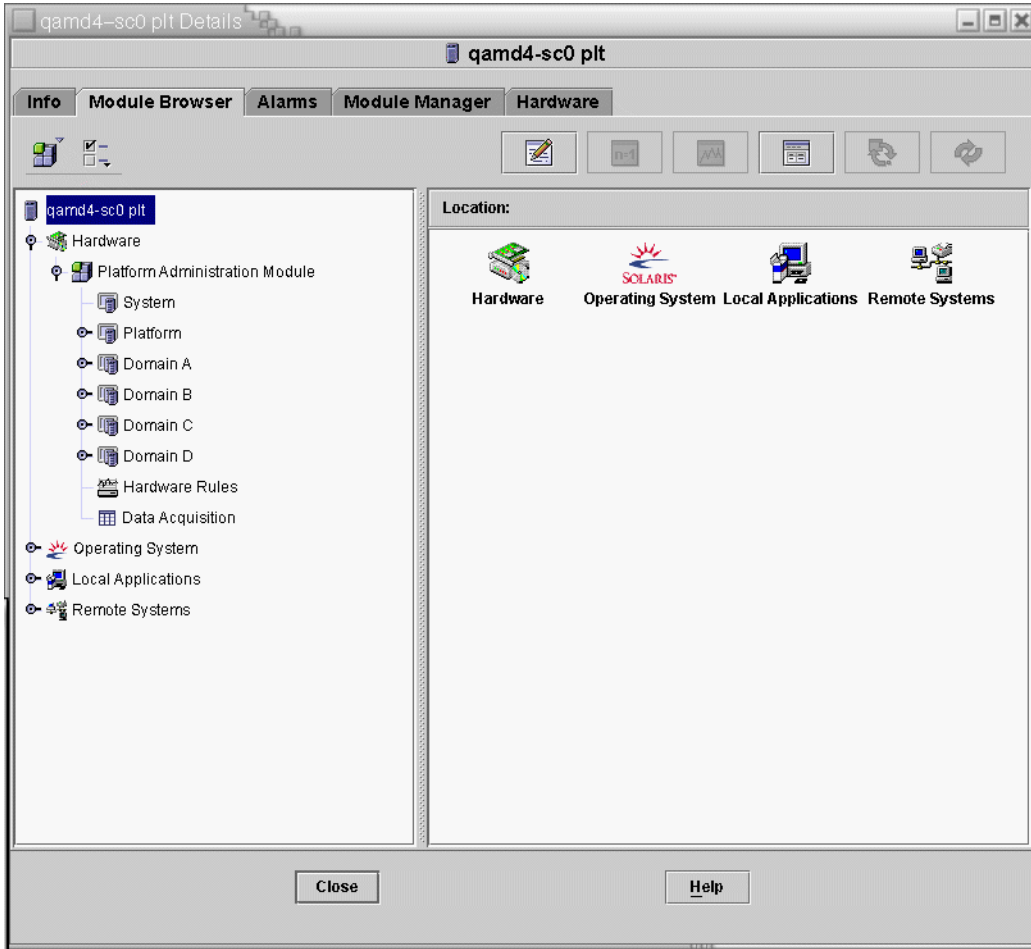 qamd4–sc0 plt Details
qamd4-sc0 plt
Info Module Browser Alarms Module Manager Hardware
n=1
qamd4-sc0 plt
Hardware
Platform Administration Module
System
Platform
Domain A
Domain B
Domain C
Domain D
Hardware Rules
Data Acquisition
Operating System
Local Applications
Remote Systems
Location:
SOLARIS
Hardware Operating System Local Applications Remote Systems
Close Help